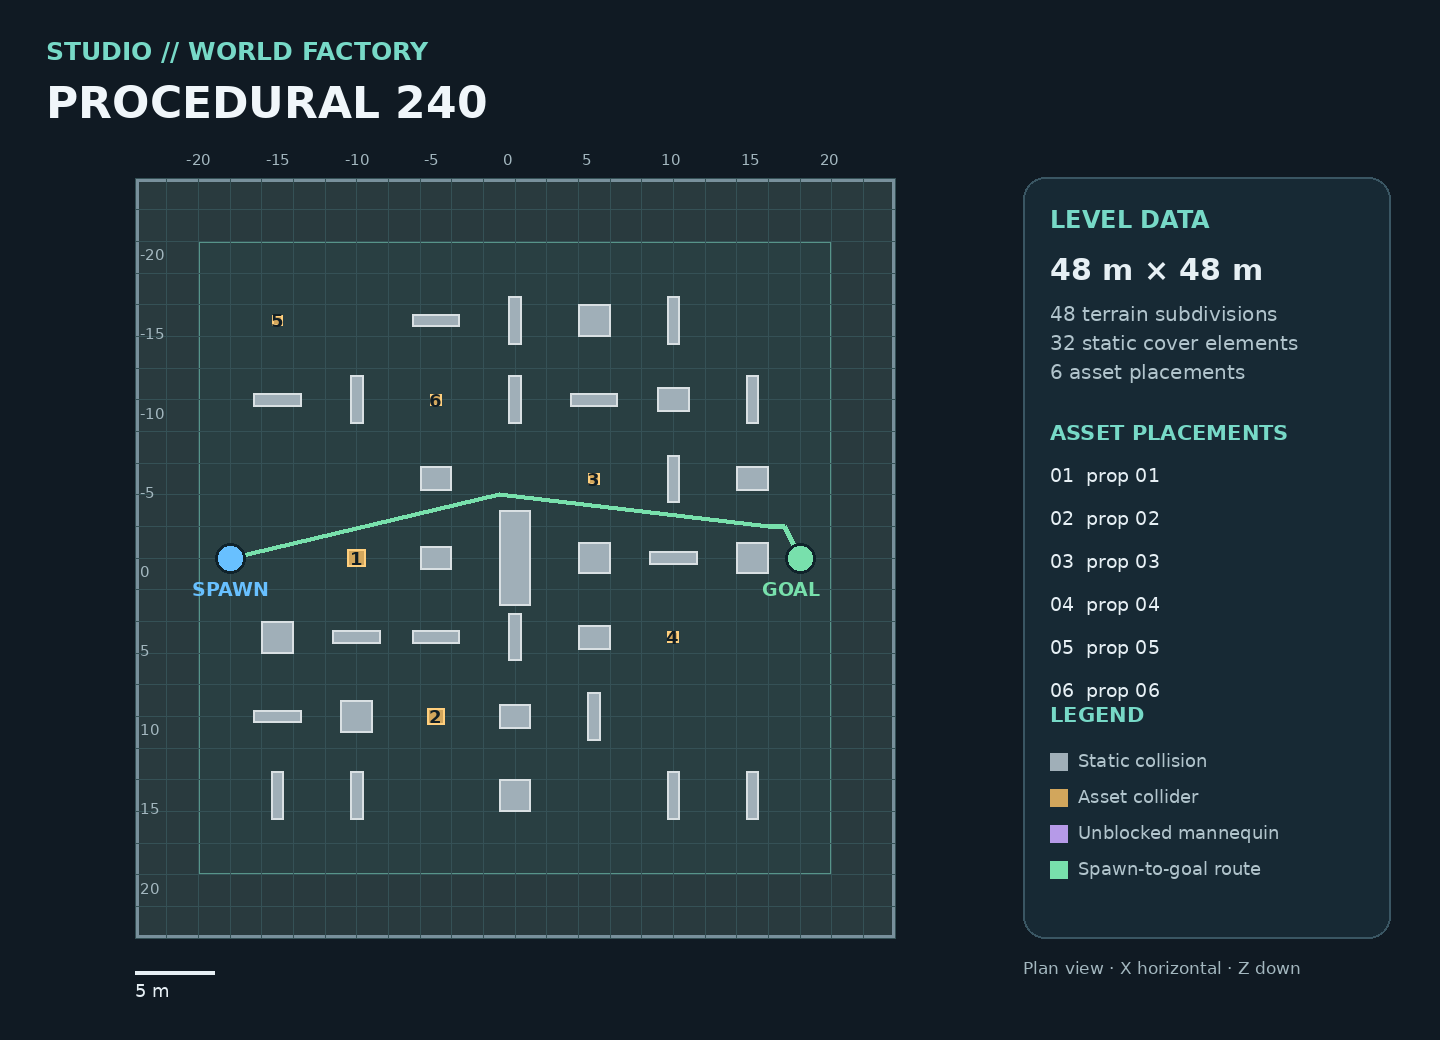 STUDIO // WORLD FACTORY
PROCEDURAL 240
-20 -15 -10 -5 0 5 10 15 20
-20
-15
-10
-5
0
5
10
15
20
5
6
3
1
4
2
SPAWN
GOAL
5 m
LEVEL DATA
48 m × 48 m
48 terrain subdivisions
32 static cover elements
6 asset placements
ASSET PLACEMENTS
01 prop 01
02 prop 02
03 prop 03
04 prop 04
05 prop 05
06 prop 06
LEGEND
Static collision
Asset collider
Unblocked mannequin
Spawn-to-goal route
Plan view · X horizontal · Z down